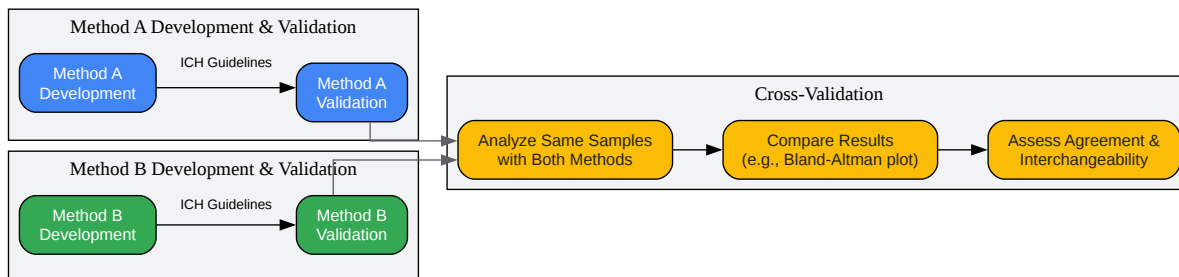 Method A Development & Validation
Method A
Development
ICH Guidelines
Method A
Validation
Method B Development & Validation
Method B
Development
ICH Guidelines
Method B
Validation
Cross-Validation
Analyze Same Samples
with Both Methods
Compare Results
(e.g., Bland-Altman plot)
Assess Agreement &
Interchangeability